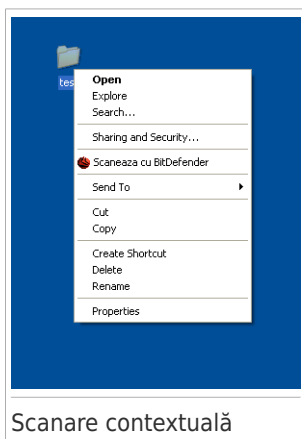 tes
Open
Explore
Search...
Sharing and Security...
Scaneaza cu BitDefender
Send To
Cut
Copy
Create Shortcut
Delete
Rename
Properties
Scanare contextuală